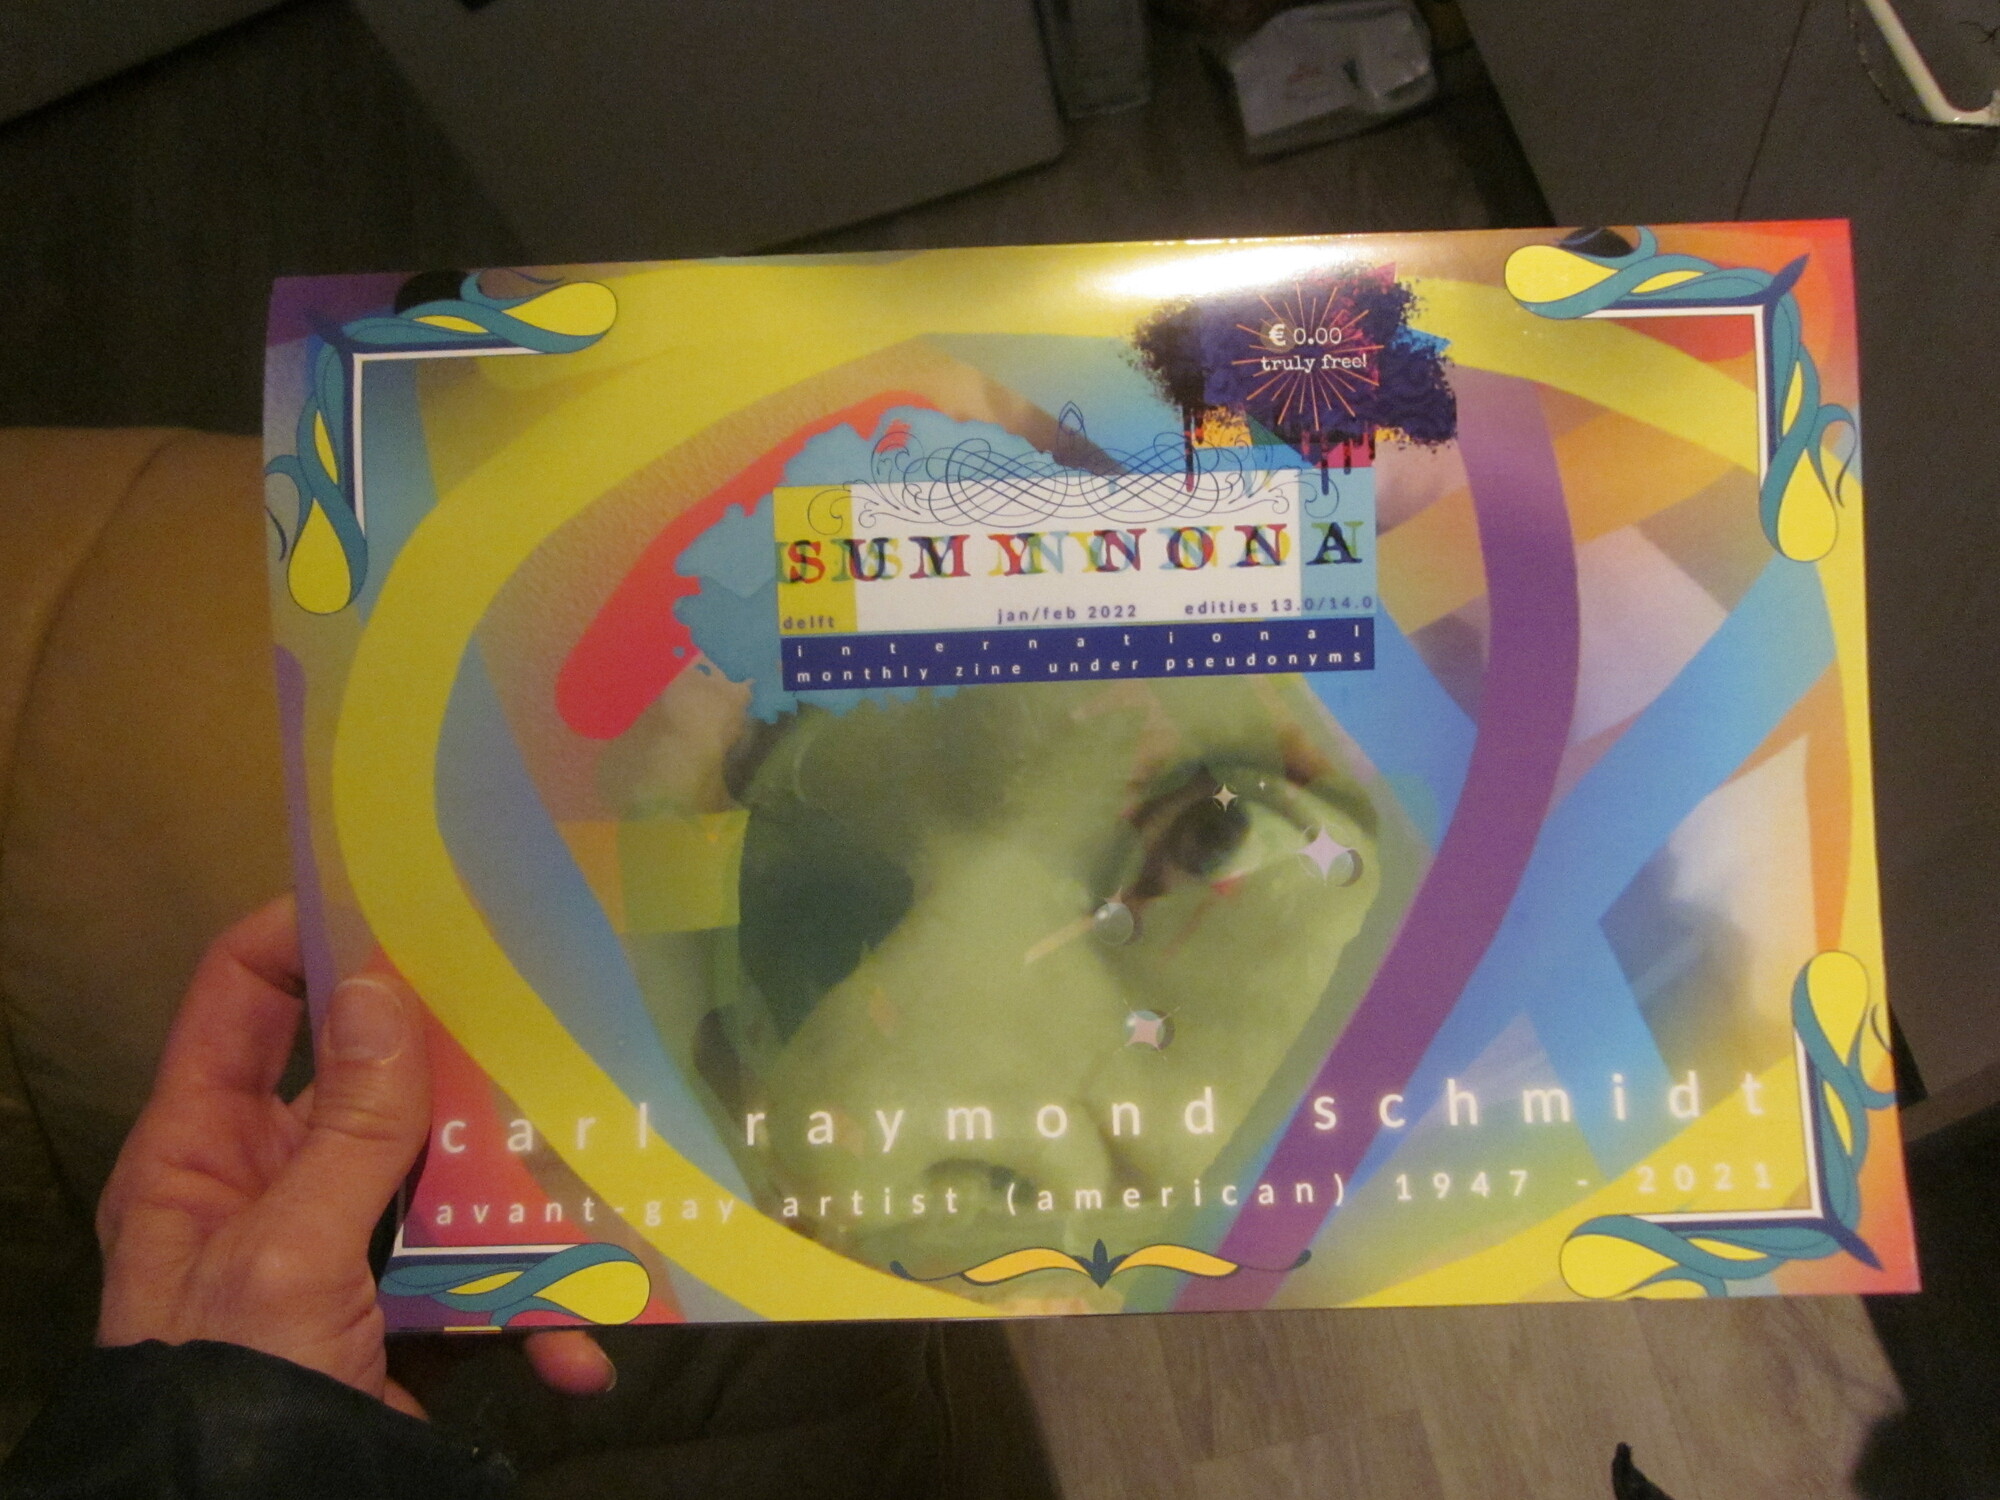 € 0.00
truly free!
SUMYNONA
delft jan/feb 2022 edities 13.0/14.0
international
monthly zine under pseudonyms
carl raymond schmidt
avant-gay artist (american) 1947 - 2021